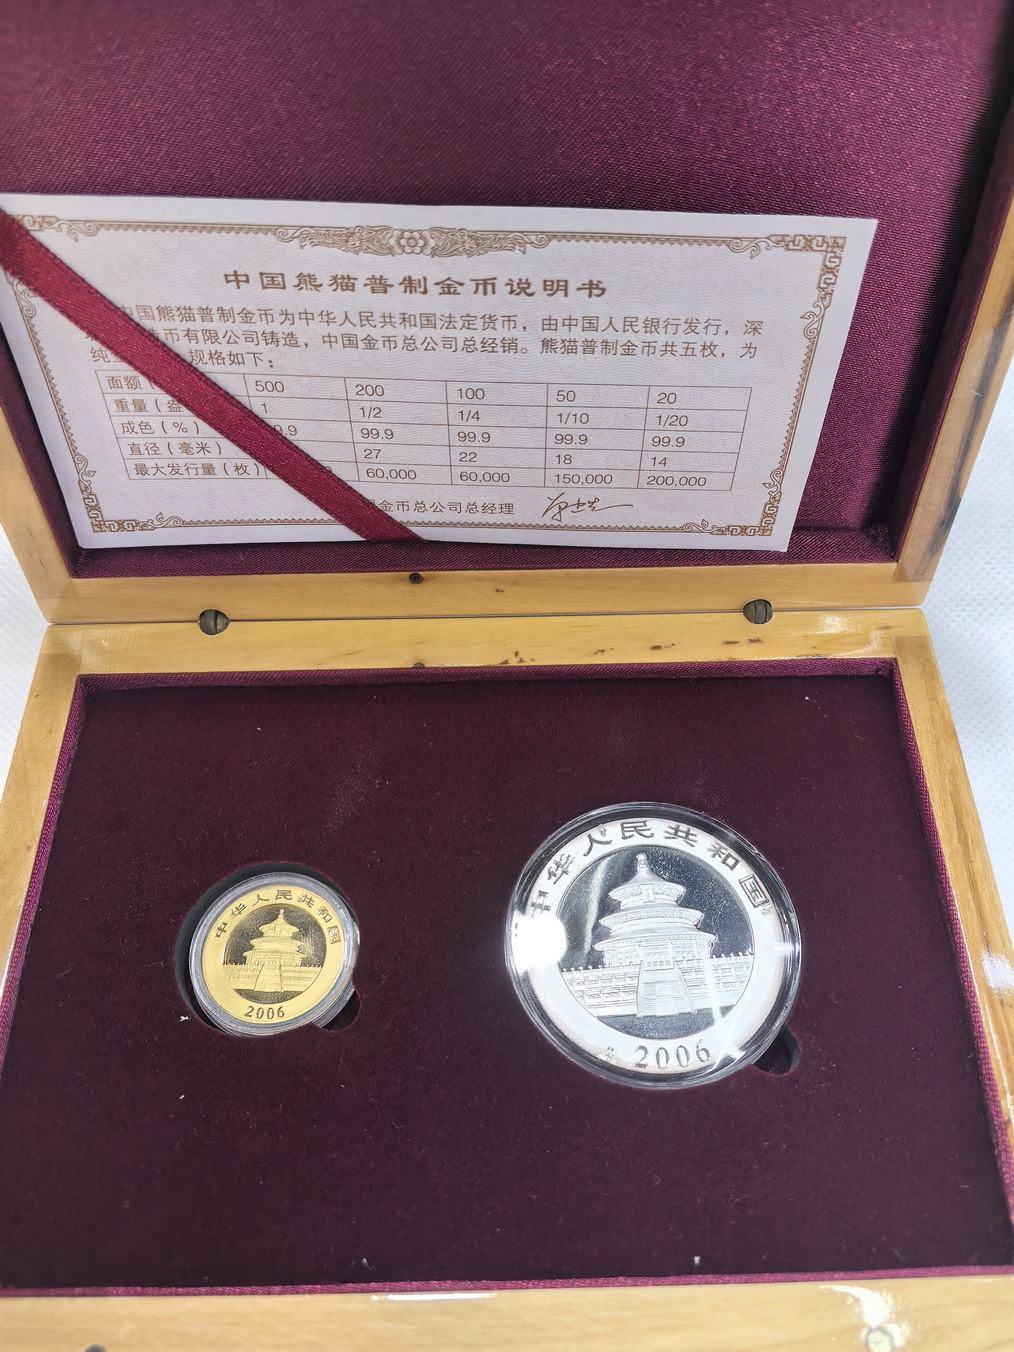 中国熊猫普制金币说明书
中国熊猫普制金币为中华人民共和国法定货币，由中国人民银行发行，深
币有限公司铸造，中国金币总公司总经销。熊猫普制金币共五枚，为
纯 规格如下：
面额（ 500 200 100 50 20
重量（盎 1 1/2 1/4 1/10 1/20
成色（%） 9.9 99.9 99.9 99.9 99.9
直径（毫米） 27 22 18 14
最大发行量（枚） 60,000 60,000 150,000 200,000
金币总公司总经理
中华人民共和国
2006
中华人民共和国
2006